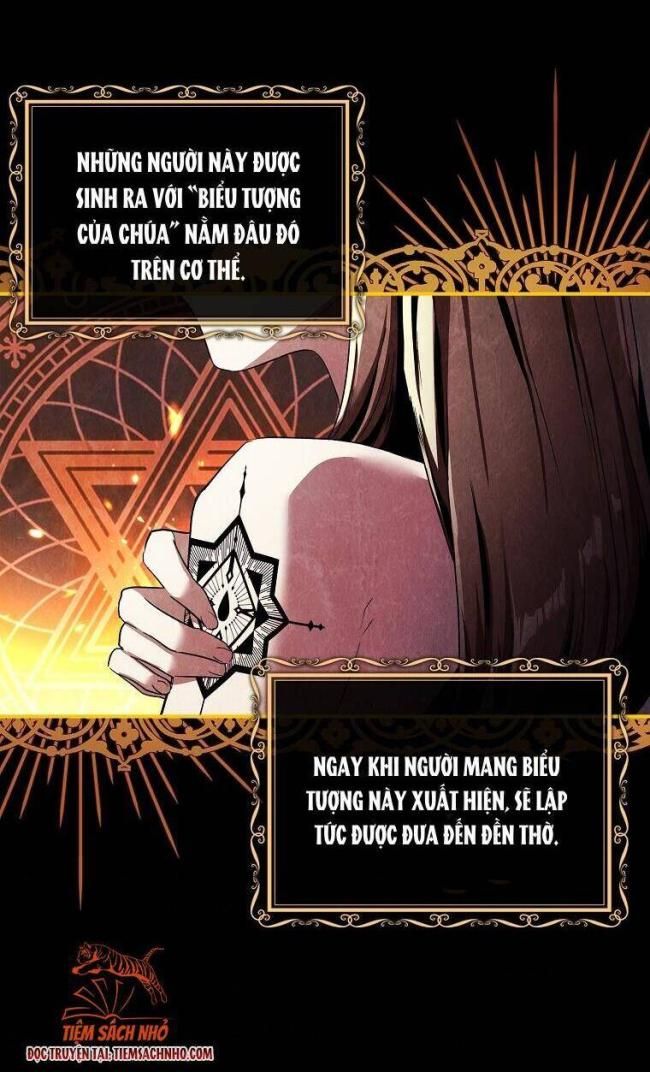 NHỮNG NGƯỜI NÀY ĐƯỢC
SINH RA VỚI “BIỂU TƯỢNG
CỦA CHÚA” NẰM ĐÂU ĐÓ
TRÊN CƠ THỂ.
NGAY KHI NGƯỜI MANG BIỂU
TƯỢNG NÀY XUẤT HIỆN, SẼ LẬP
TỨC ĐƯỢC ĐƯA ĐẾN ĐỀN THỜ.
TIỆM SÁCH NHỎ
ĐỌC TRUYỆN TẠI, TIEMSACHNHO.COM